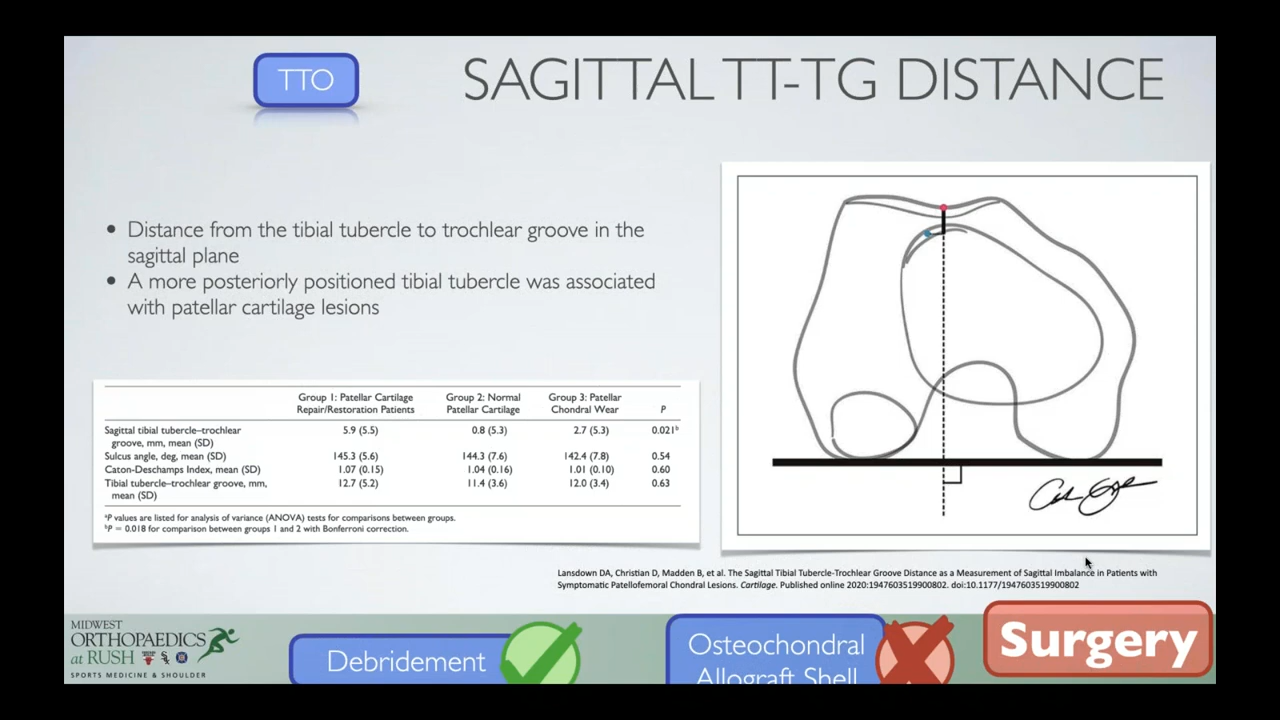 TTO
SAGITTAL TT-TG DISTANCE
• Distance from the tibial tubercle to trochlear groove in the
sagittal plane
• A more posteriorly positioned tibial tubercle was associated
with patellar cartilage lesions
Group 1: Patellar Cartilage Group 2: Normal Group 3: Patellar
Repair/Restoration Patients Patellar Cartilage Chondral Wear P
Sagittal tibial tubercle–trochlear 5.9 (5.5) 0.8 (5.3) 2.7 (5.3) 0.021b
groove, mm, mean (SD)
Sulcus angle, deg, mean (SD) 145.3 (5.6) 144.3 (7.6) 142.4 (7.8) 0.54
Caton-Deschamps Index, mean (SD) 1.07 (0.15) 1.04 (0.16) 1.01 (0.10) 0.60
Tibial tubercle–trochlear groove, mm, 12.7 (5.2) 11.4 (3.6) 12.0 (3.4) 0.63
mean (SD)
aP values are listed for analysis of variance (ANOVA) tests for comparisons between groups.
bP = 0.018 for comparison between groups 1 and 2 with Bonferroni correction.
Lansdown DA, Christian D, Madden B, et al. The Sagittal Tibial Tubercle-Trochlear Groove Distance as a Measurement of Sagittal Imbalance in Patients with
Symptomatic Patellofemoral Chondral Lesions. Cartilage. Published online 2020:1947603519900802. doi:10.1177/1947603519900802
MIDWEST
ORTHOPAEDICS
at RUSH
SPORTS MEDICINE & SHOULDER
Debridement
Osteochondral
Allograft Shell
Surgery